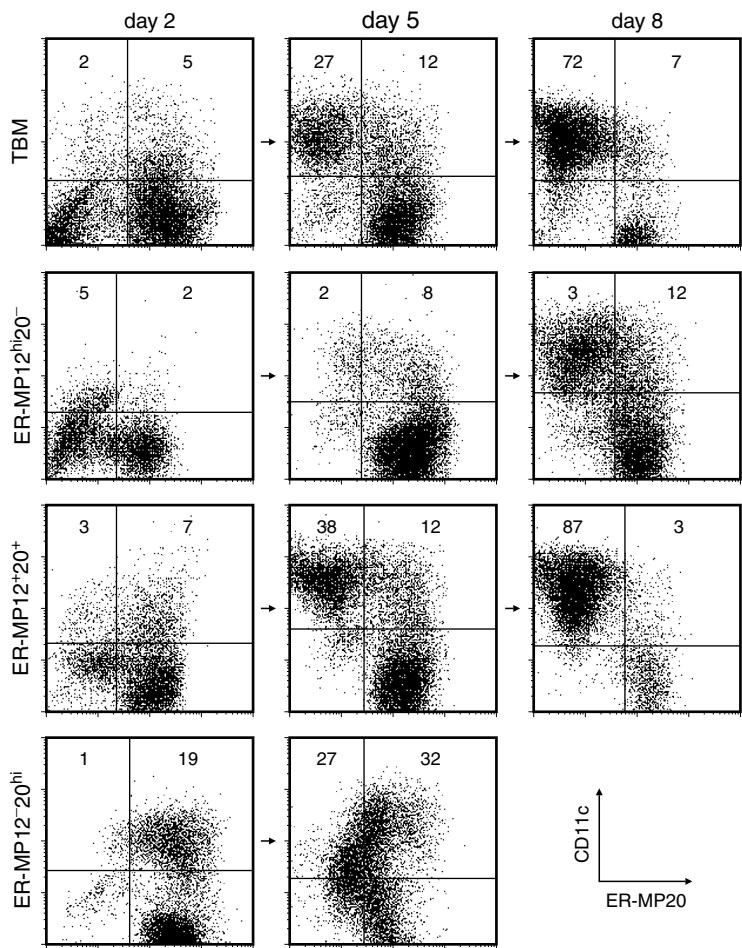 day 2 day 5 day 8
TBM
2 5 27 12 72 7
ER-MP12hi20−
5 2 2 8 3 12
ER-MP12+20+
3 7 38 12 87 3
ER-MP12−20hi
1 19 27 32
CD11c
ER-MP20